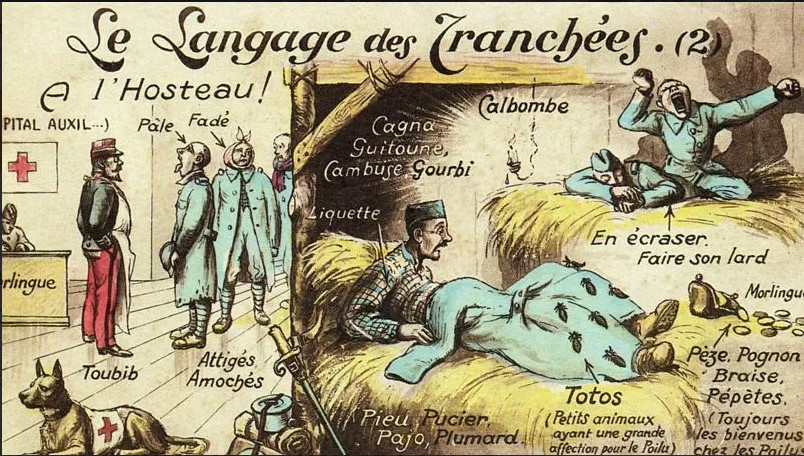 Le Langage des Tranchées. (2)
A l'Hosteau!
PITAL AUXIL...)
Pâle
Fadé
rlingue
Toubib
Attigés
Amochés
Cagna
Guitoune,
Cambuse Gourbi
Calbombe
Liquette
En écraser.
Faire son lard
Morlingue
Pèze, Pognon
Braise,
Pépètes.
(Toujours
les bienvenus
chez les Poilus
Totos
(Petits animaux
ayant une grande
affection pour le Poilu)
Pieu, Pucier.
Pajo, Plumard.